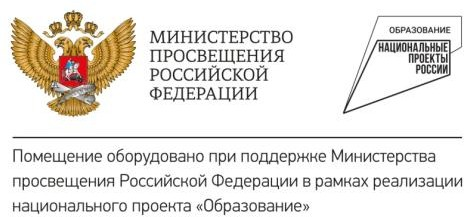 МИНИСТЕРСТВО
ПРОСВЕЩЕНИЯ
РОССИЙСКОЙ
ФЕДЕРАЦИИ
ОБРАЗОВАНИЕ
НАЦИОНАЛЬНЫЕ
ПРОЕКТЫ
РОССИИ
Помещение оборудовано при поддержке Министерства
просвещения Российской Федерации в рамках реализации
национального проекта «Образование»